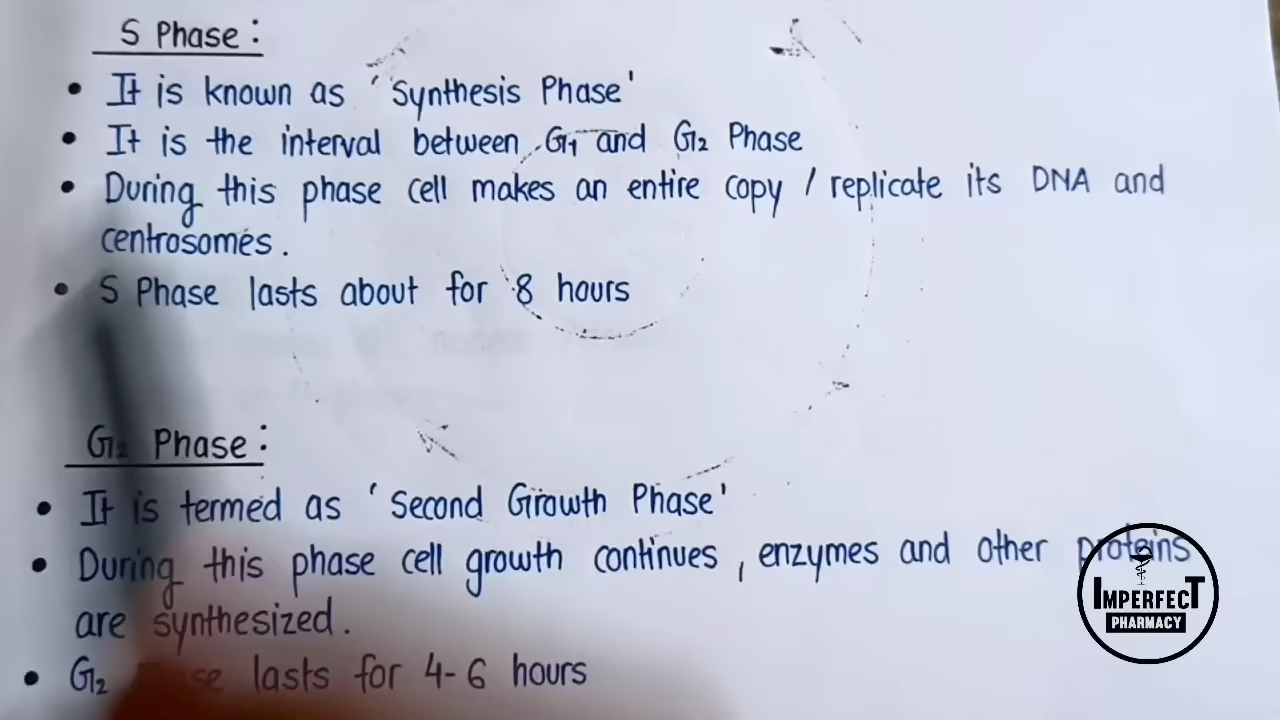 S Phase:
• It is known as 'Synthesis Phase'
• It is the interval between G1 and G2 Phase
• During this phase cell makes an entire copy / replicate its DNA and
centrosomes.
• S Phase lasts about for 8 hours
G2 Phase:
• It is termed as 'Second Growth Phase'
• During this phase cell growth continues, enzymes and other proteins
are synthesized.
• G2 lasts for 4-6 hours
IMPERFECT
PHARMACY